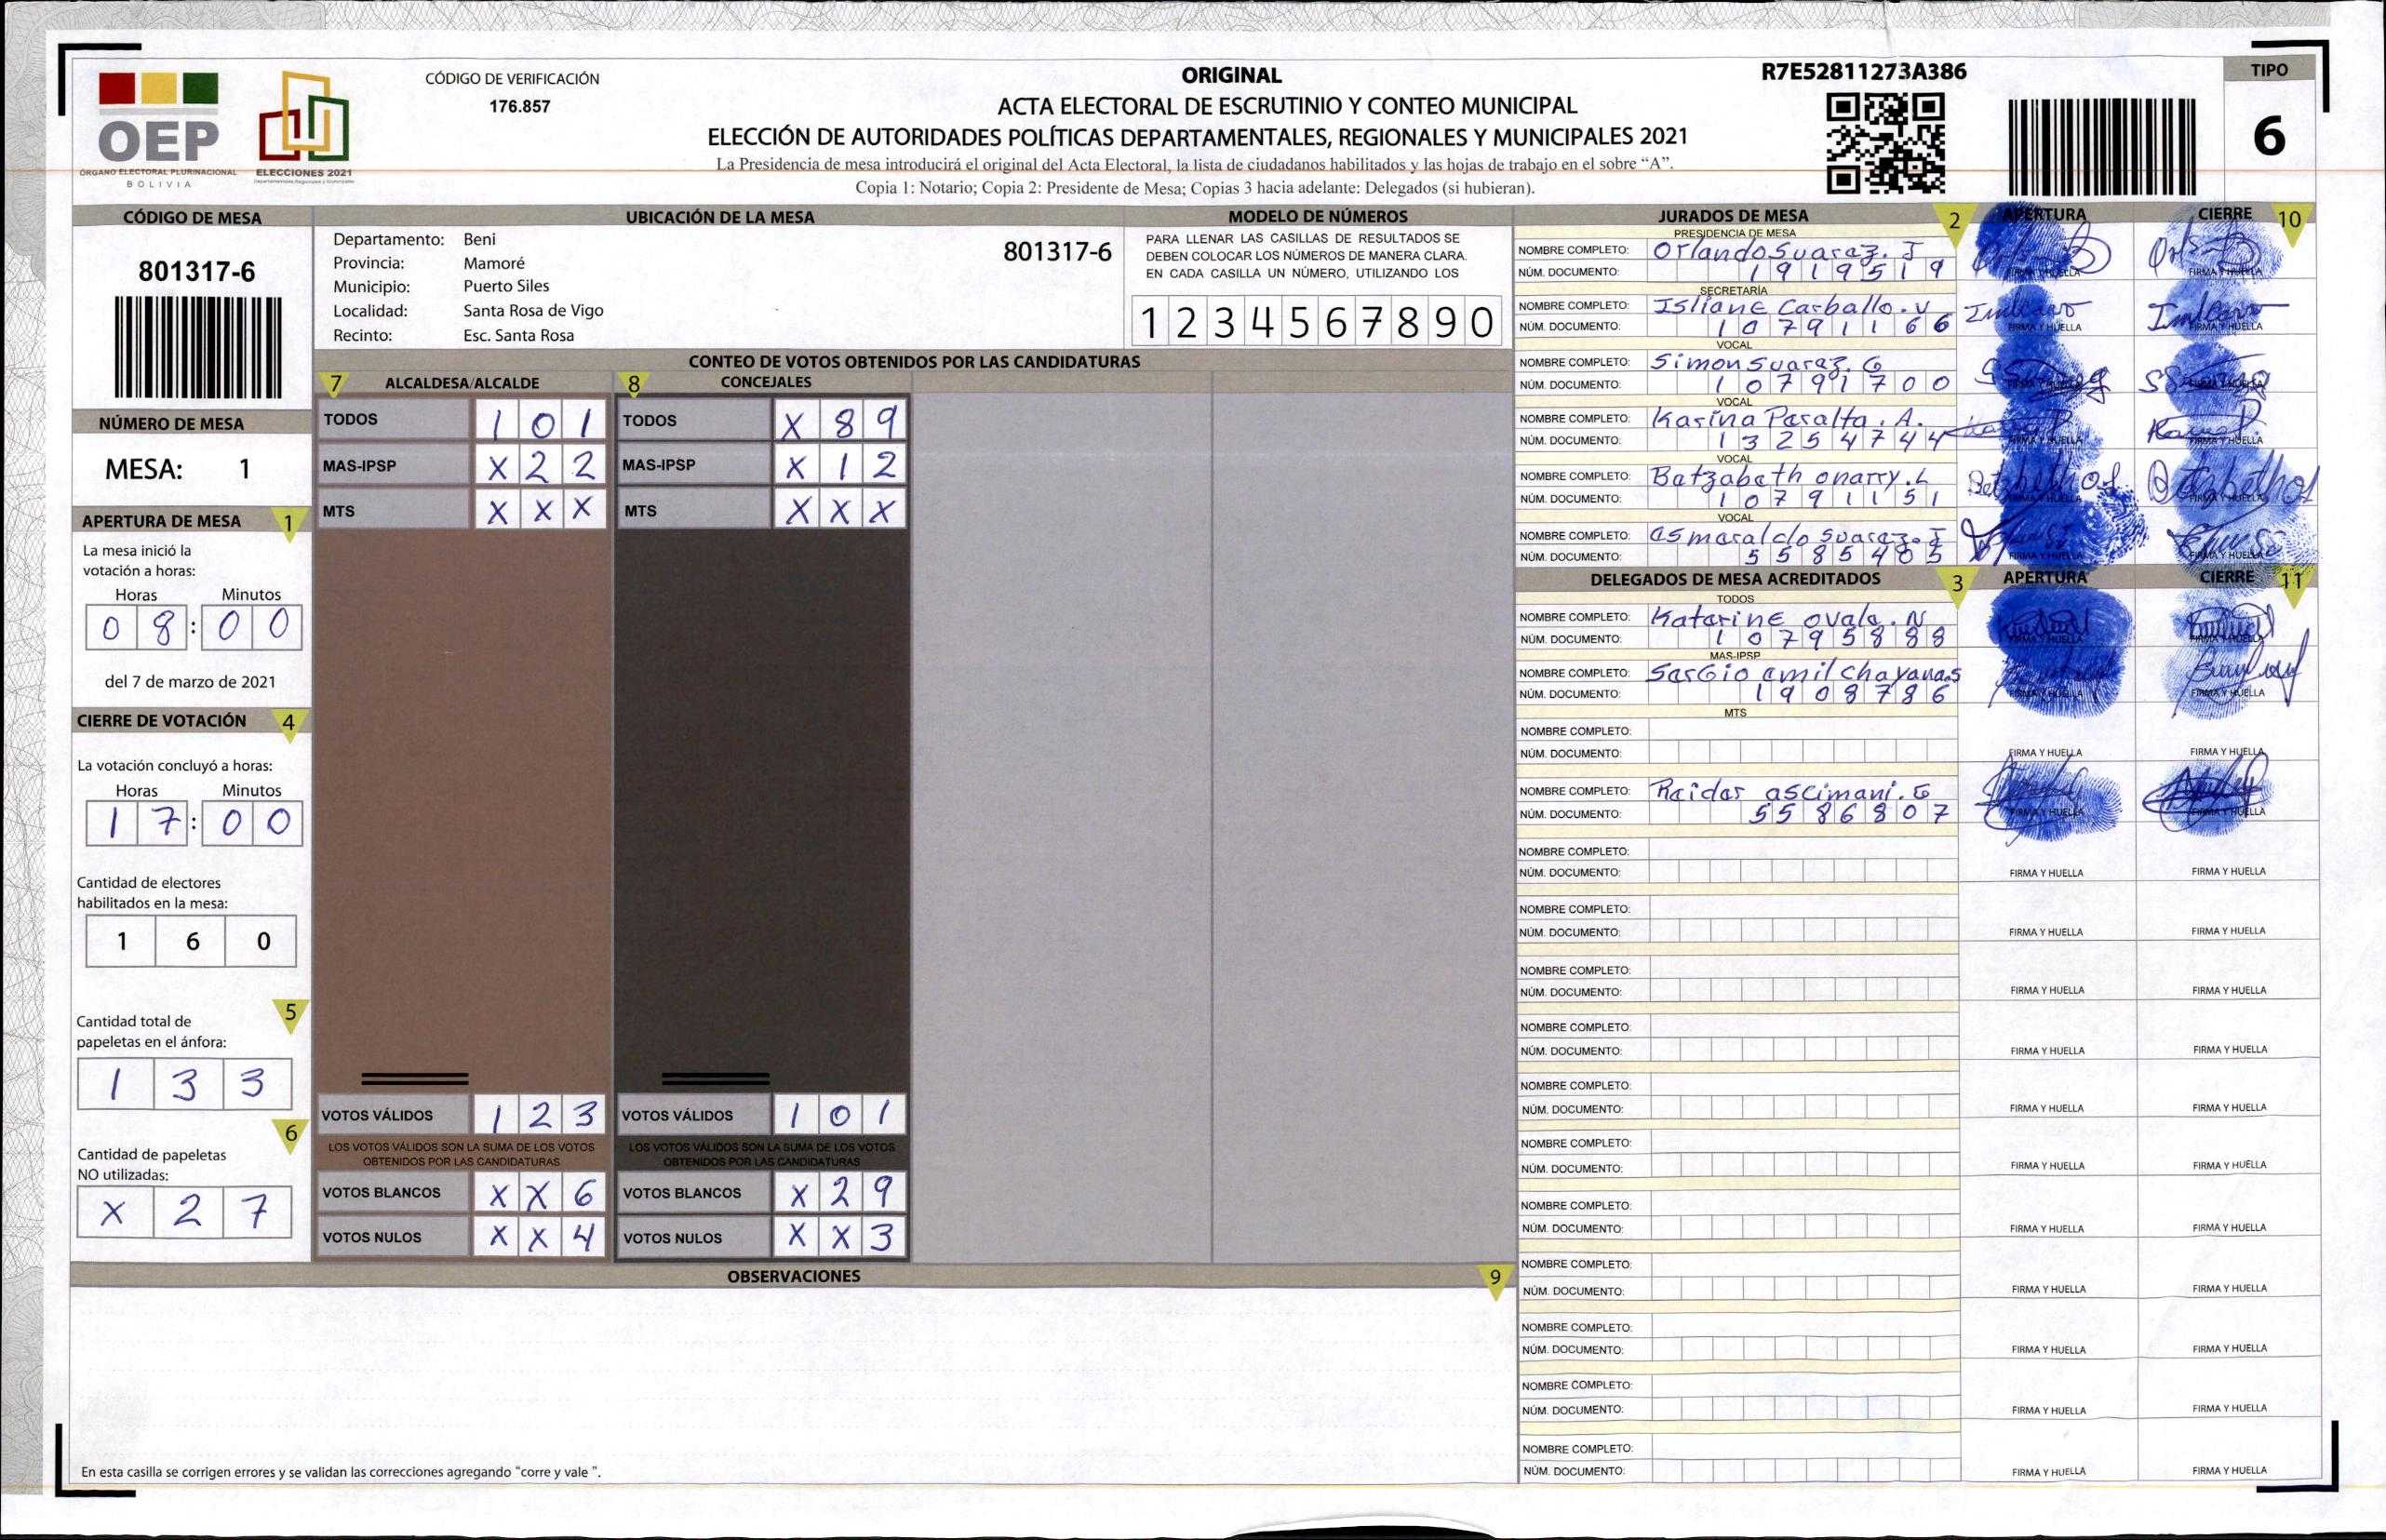 CÓDIGO DE VERIFICACIÓN
176.857
OEP
ÓRGANO ELECTORAL PLURINACIONAL
BOLIVIA
ELECCIONES 2021
Departamentales, Regionales y Municipales
ORIGINAL
ACTA ELECTORAL DE ESCRUTINIO Y CONTEO MUNICIPAL
ELECCIÓN DE AUTORIDADES POLÍTICAS DEPARTAMENTALES, REGIONALES Y MUNICIPALES 2021
La Presidencia de mesa introducirá el original del Acta Electoral, la lista de ciudadanos habilitados y las hojas de trabajo en el sobre “A”.
Copia 1: Notario; Copia 2: Presidente de Mesa; Copias 3 hacia adelante: Delegados (si hubieran).
R7E52811273A386
TIPO
6
CÓDIGO DE MESA
801317-6
NÚMERO DE MESA
MESA: 1
APERTURA DE MESA 1
La mesa inició la
votación a horas:
Horas Minutos
0 8 : 0 0
del 7 de marzo de 2021
CIERRE DE VOTACIÓN 4
La votación concluyó a horas:
Horas Minutos
1 7 : 0 0
Cantidad de electores
habilitados en la mesa:
1 6 0
5
Cantidad total de
papeletas en el ánfora:
1 3 3
6
Cantidad de papeletas
NO utilizadas:
X 2 7
UBICACIÓN DE LA MESA
Departamento: Beni
801317-6
Provincia: Mamoré
Municipio: Puerto Siles
Localidad: Santa Rosa de Vigo
Recinto: Esc. Santa Rosa
MODELO DE NÚMEROS
PARA LLENAR LAS CASILLAS DE RESULTADOS SE
DEBEN COLOCAR LOS NÚMEROS DE MANERA CLARA.
EN CADA CASILLA UN NÚMERO, UTILIZANDO LOS
1 2 3 4 5 6 7 8 9 0
CONTEO DE VOTOS OBTENIDOS POR LAS CANDIDATURAS
7 ALCALDESA/ALCALDE
TODOS 1 0 1
MAS-IPSP X 2 2
MTS X X X
VOTOS VÁLIDOS 1 2 3
LOS VOTOS VÁLIDOS SON LA SUMA DE LOS VOTOS
OBTENIDOS POR LAS CANDIDATURAS
VOTOS BLANCOS X X 6
VOTOS NULOS X X 4
8 CONCEJALES
TODOS X 8 9
MAS-IPSP X 1 2
MTS X X X
VOTOS VÁLIDOS 1 0 1
LOS VOTOS VÁLIDOS SON LA SUMA DE LOS VOTOS
OBTENIDOS POR LAS CANDIDATURAS
VOTOS BLANCOS X 2 9
VOTOS NULOS X X 3
OBSERVACIONES 9
En esta casilla se corrigen errores y se validan las correcciones agregando “corre y vale ”.
JURADOS DE MESA 2 APERTURA CIERRE 10
PRESIDENCIA DE MESA
NOMBRE COMPLETO: Orlando Suarez. J
NÚM. DOCUMENTO: 1 9 1 9 5 1 9
FIRMA Y HUELLA FIRMA Y HUELLA
SECRETARÍA
NOMBRE COMPLETO: Isliane Carballo. V
NÚM. DOCUMENTO: 1 0 7 9 1 1 6 6
FIRMA Y HUELLA FIRMA Y HUELLA
VOCAL
NOMBRE COMPLETO: Simon Suarez. G
NÚM. DOCUMENTO: 1 0 7 9 1 7 0 0
FIRMA Y HUELLA FIRMA Y HUELLA
VOCAL
NOMBRE COMPLETO: Karina Peralta. A.
NÚM. DOCUMENTO: 1 3 2 5 4 7 4 4
FIRMA Y HUELLA FIRMA Y HUELLA
VOCAL
NOMBRE COMPLETO: Batzabeth onarry. L
NÚM. DOCUMENTO: 1 0 7 9 1 1 5 1
FIRMA Y HUELLA FIRMA Y HUELLA
VOCAL
NOMBRE COMPLETO: esmeraldo Suarez. J
NÚM. DOCUMENTO: 5 5 8 5 4 0 5
FIRMA Y HUELLA FIRMA Y HUELLA
DELEGADOS DE MESA ACREDITADOS 3 APERTURA CIERRE 11
TODOS
NOMBRE COMPLETO: Katerine ovale. N
NÚM. DOCUMENTO: 1 0 7 9 5 8 8 8
FIRMA Y HUELLA
MAS-IPSP
NOMBRE COMPLETO: Sergio emil Chayana.s
NÚM. DOCUMENTO: 1 9 0 8 7 8 6
FIRMA Y HUELLA FIRMA Y HUELLA
MTS
NOMBRE COMPLETO:
NÚM. DOCUMENTO:
FIRMA Y HUELLA FIRMA Y HUELLA
NOMBRE COMPLETO: Reider ascimani. G
NÚM. DOCUMENTO: 5 5 8 6 8 0 7
FIRMA Y HUELLA FIRMA Y HUELLA
NOMBRE COMPLETO:
NÚM. DOCUMENTO: FIRMA Y HUELLA FIRMA Y HUELLA
NOMBRE COMPLETO:
NÚM. DOCUMENTO: FIRMA Y HUELLA FIRMA Y HUELLA
NOMBRE COMPLETO:
NÚM. DOCUMENTO: FIRMA Y HUELLA FIRMA Y HUELLA
NOMBRE COMPLETO:
NÚM. DOCUMENTO: FIRMA Y HUELLA FIRMA Y HUELLA
NOMBRE COMPLETO:
NÚM. DOCUMENTO: FIRMA Y HUELLA FIRMA Y HUELLA
NOMBRE COMPLETO:
NÚM. DOCUMENTO: FIRMA Y HUELLA FIRMA Y HUELLA
NOMBRE COMPLETO:
NÚM. DOCUMENTO: FIRMA Y HUELLA FIRMA Y HUELLA
NOMBRE COMPLETO:
NÚM. DOCUMENTO: FIRMA Y HUELLA FIRMA Y HUELLA
NOMBRE COMPLETO:
NÚM. DOCUMENTO: FIRMA Y HUELLA FIRMA Y HUELLA
NOMBRE COMPLETO:
NÚM. DOCUMENTO: FIRMA Y HUELLA FIRMA Y HUELLA
NOMBRE COMPLETO:
NÚM. DOCUMENTO: FIRMA Y HUELLA FIRMA Y HUELLA